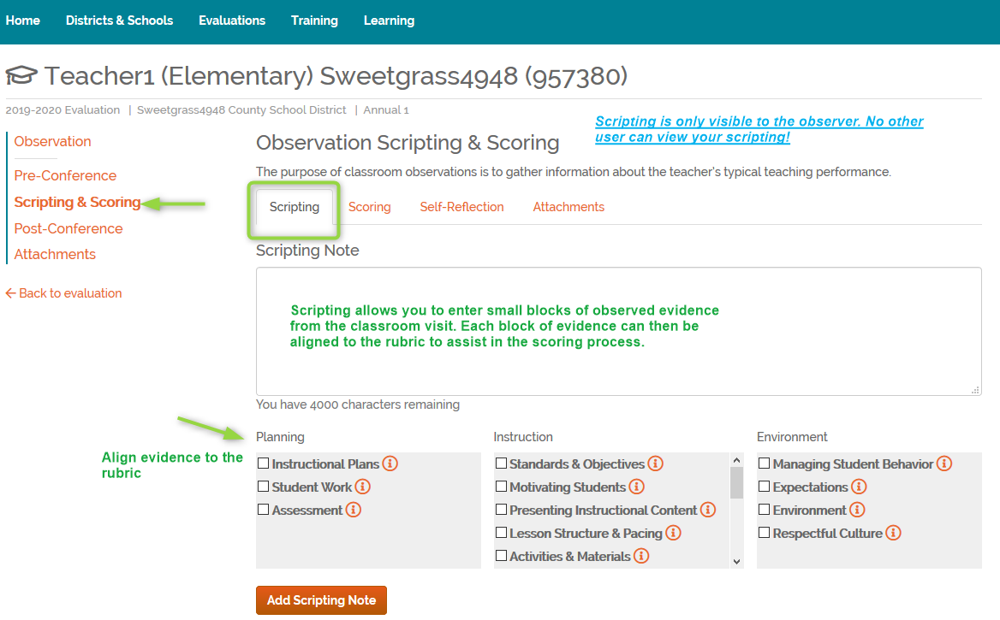 Home Districts & Schools Evaluations Training Learning
Teacher1 (Elementary) Sweetgrass4948 (957380)
2019-2020 Evaluation | Sweetgrass4948 County School District | Annual 1
Scripting is only visible to the observer. No other
user can view your scripting!
Observation
Pre-Conference
Scripting & Scoring
Post-Conference
Attachments
Back to evaluation
Observation Scripting & Scoring
The purpose of classroom observations is to gather information about the teacher's typical teaching performance.
Scripting Scoring Self-Reflection Attachments
Scripting Note
Scripting allows you to enter small blocks of observed evidence
from the classroom visit. Each block of evidence can then be
aligned to the rubric to assist in the scoring process.
You have 4000 characters remaining
Align evidence to the
rubric
Planning
Instructional Plans
Student Work
Assessment
Instruction
Standards & Objectives
Motivating Students
Presenting Instructional Content
Lesson Structure & Pacing
Activities & Materials
Environment
Managing Student Behavior
Expectations
Environment
Respectful Culture
Add Scripting Note